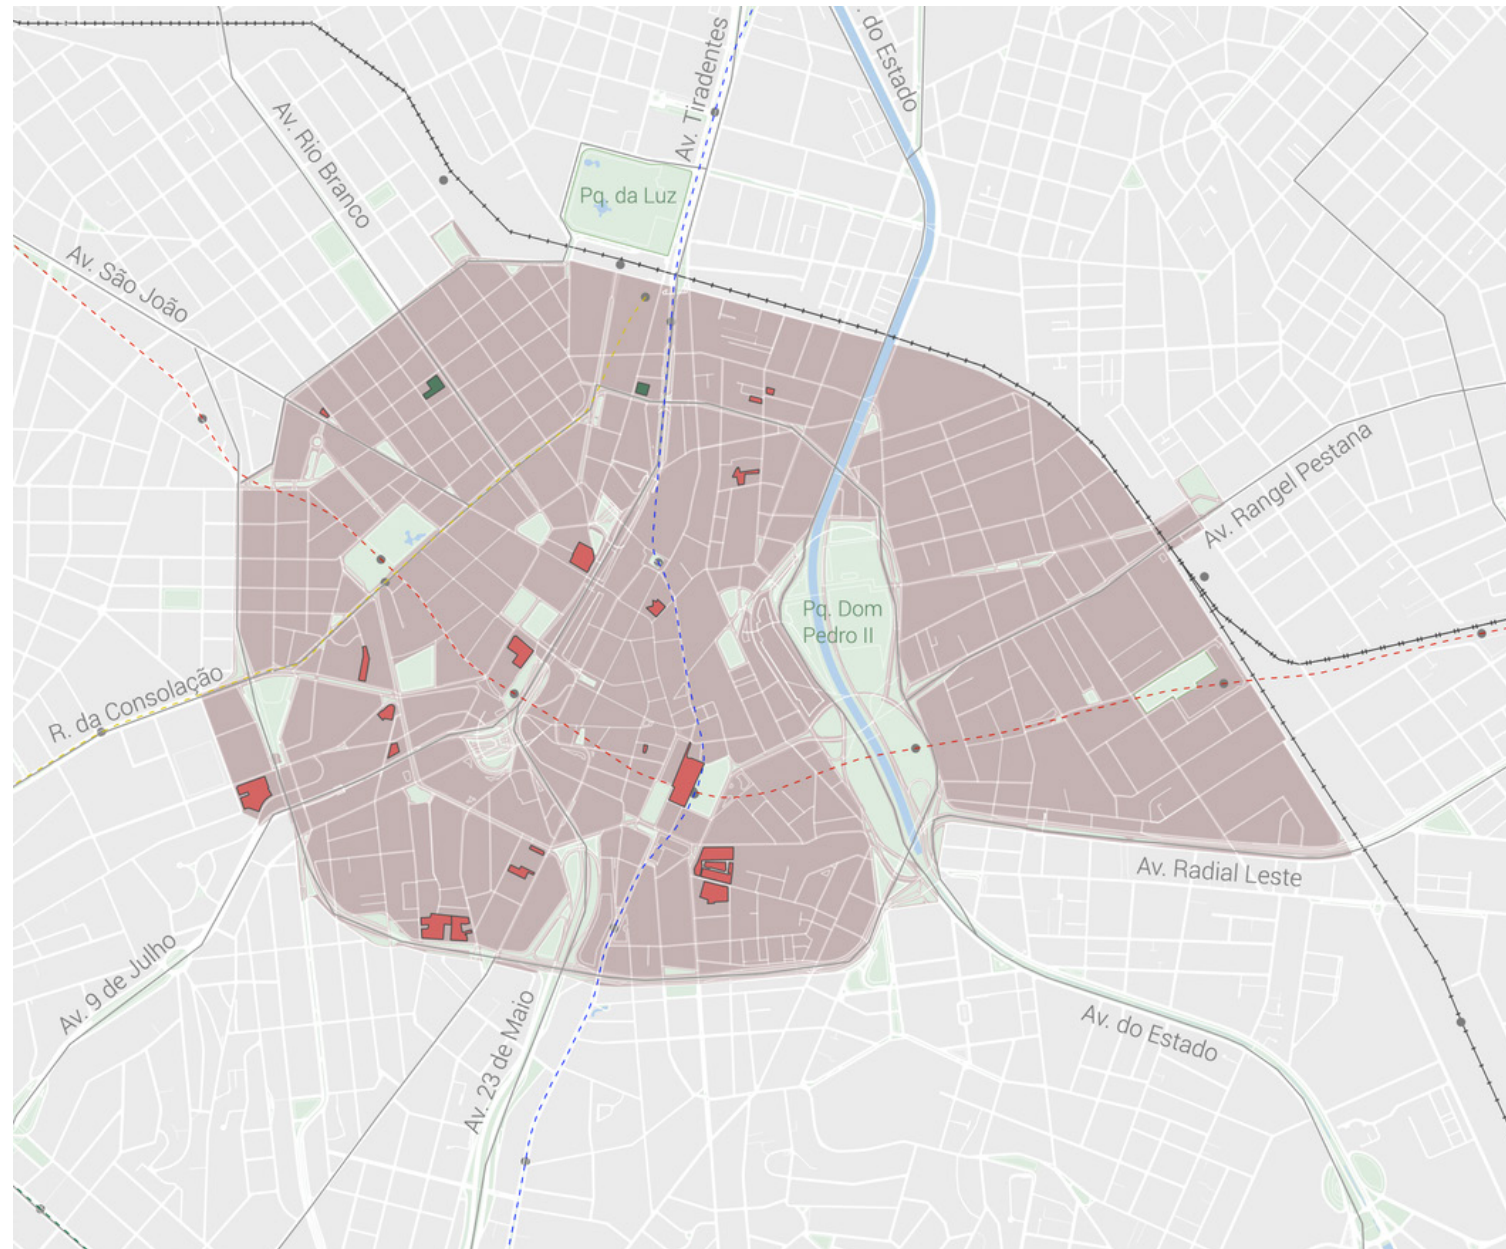 . do Estado
Av. Tiradentes
Av. Rio Branco
Pq. da Luz
Av. São João
Av. Rangel Pestana
Pq. Dom
Pedro II
R. da Consolação
Av. Radial Leste
Av. 9 de Julho
Av. 23 de Maio
Av. do Estado